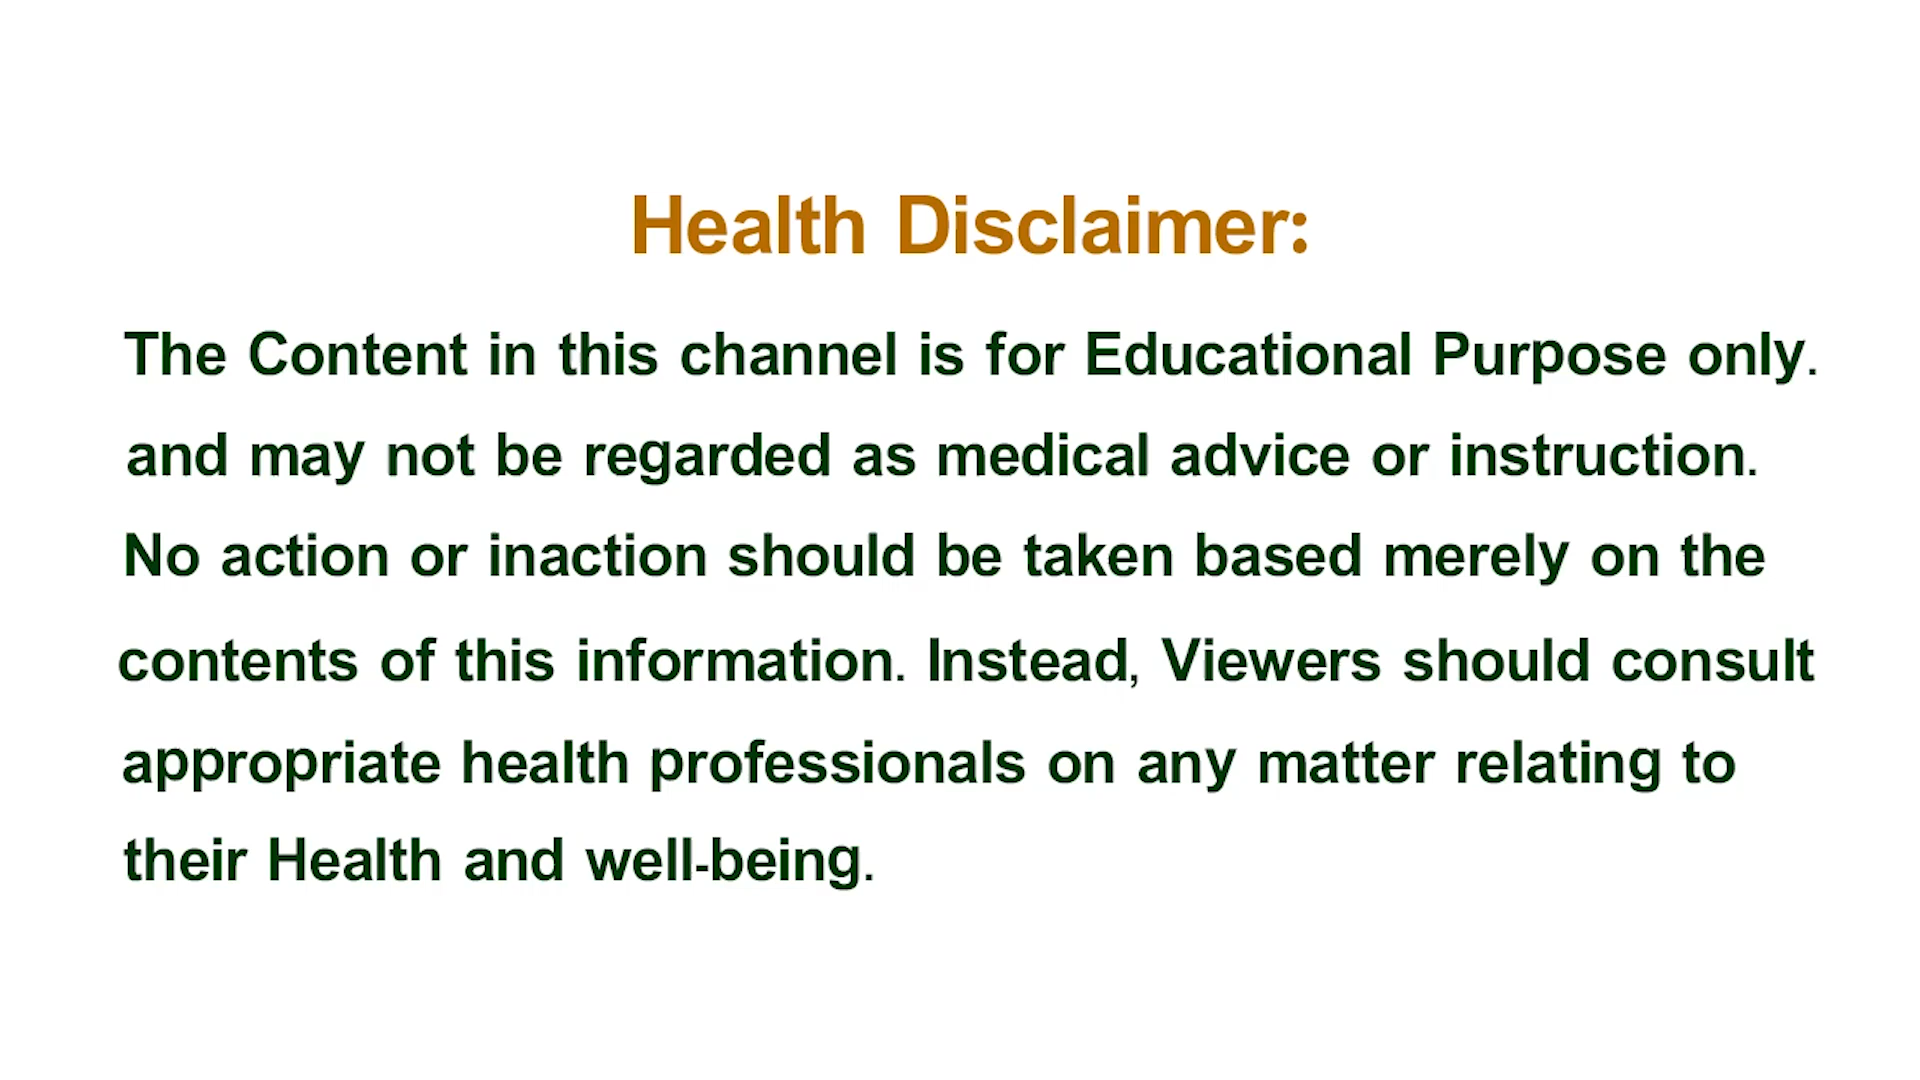 Health Disclaimer:
The Content in this channel is for Educational Purpose only.
and may not be regarded as medical advice or instruction.
No action or inaction should be taken based merely on the
contents of this information. Instead, Viewers should consult
appropriate health professionals on any matter relating to
their Health and well-being.